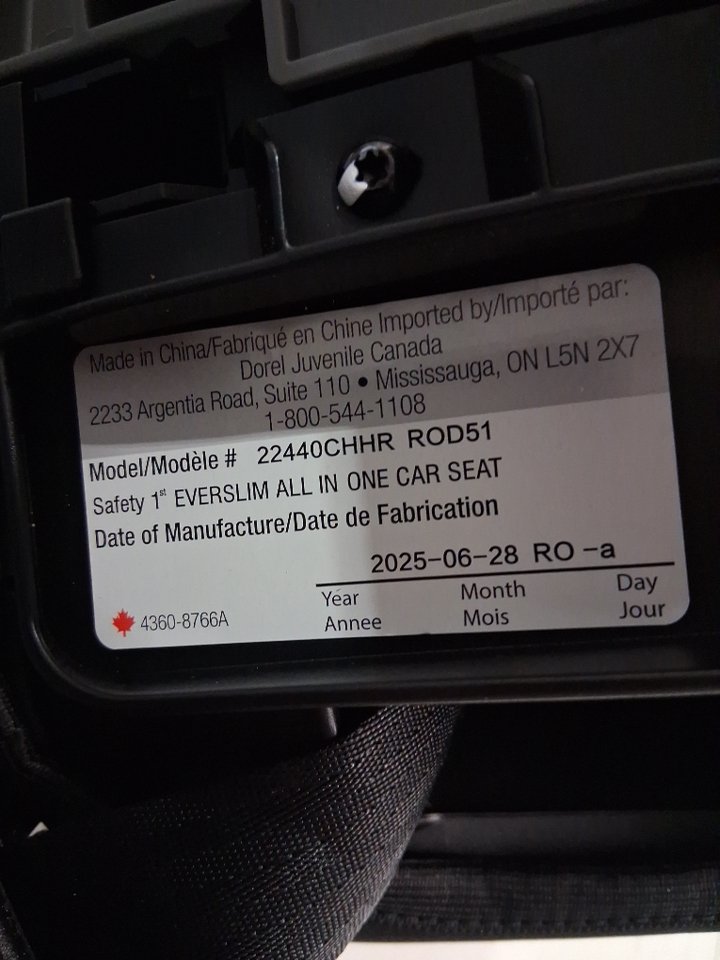 Made in China/Fabriqué en Chine Imported by/Importé par:
Dorel Juvenile Canada
2233 Argentia Road, Suite 110 • Mississauga, ON L5N 2X7
1-800-544-1108
Model/Modèle # 22440CHHR ROD51
Safety 1st EVERSLIM ALL IN ONE CAR SEAT
Date of Manufacture/Date de Fabrication
2025-06-28 RO -a
Year Month Day
Annee Mois Jour
4360-8766A